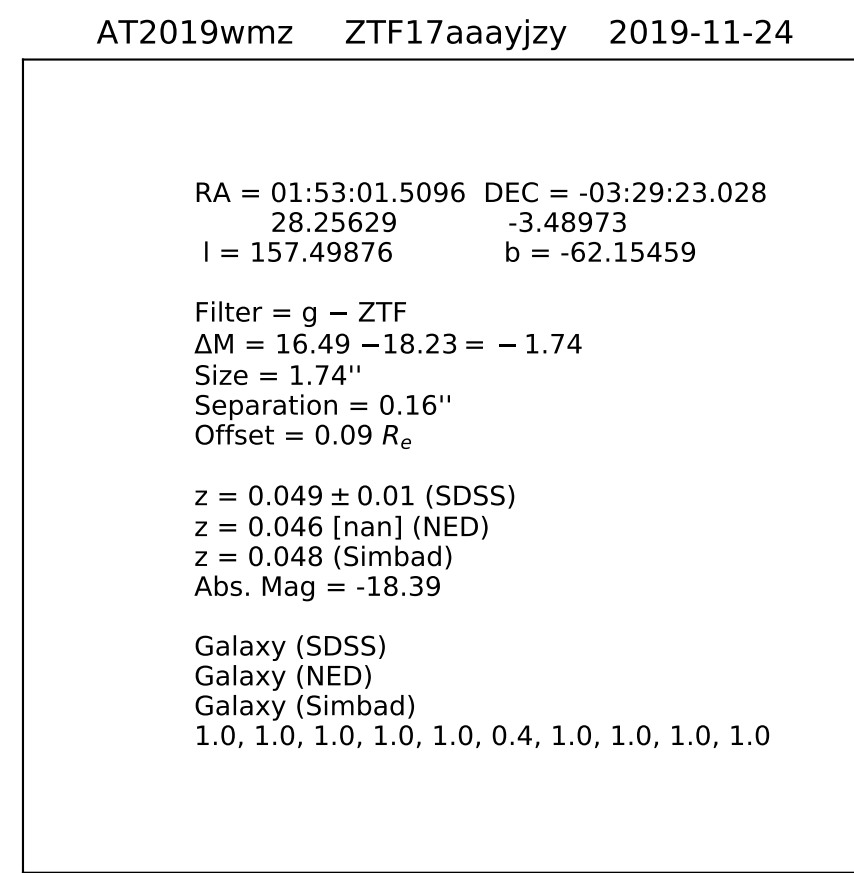 AT2019wmz ZTF17aaayjzy 2019-11-24
RA = 01:53:01.5096 DEC = -03:29:23.028
28.25629 -3.48973
l = 157.49876 b = -62.15459
Filter = g − ZTF
ΔM = 16.49 −18.23 = − 1.74
Size = 1.74''
Separation = 0.16''
Offset = 0.09 Rₑ
z = 0.049 ± 0.01 (SDSS)
z = 0.046 [nan] (NED)
z = 0.048 (Simbad)
Abs. Mag = -18.39
Galaxy (SDSS)
Galaxy (NED)
Galaxy (Simbad)
1.0, 1.0, 1.0, 1.0, 1.0, 0.4, 1.0, 1.0, 1.0, 1.0